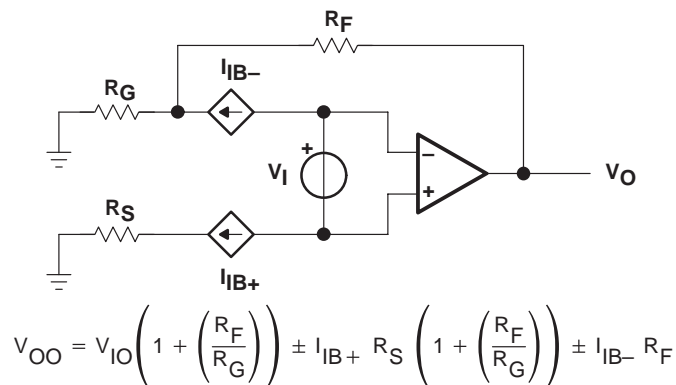 RF
IIB–
RG
+
VI
–
+
VO
RS
IIB+
VOO = VIO(1 + (RF/RG)) ± IIB+ RS (1 + (RF/RG)) ± IIB– RF